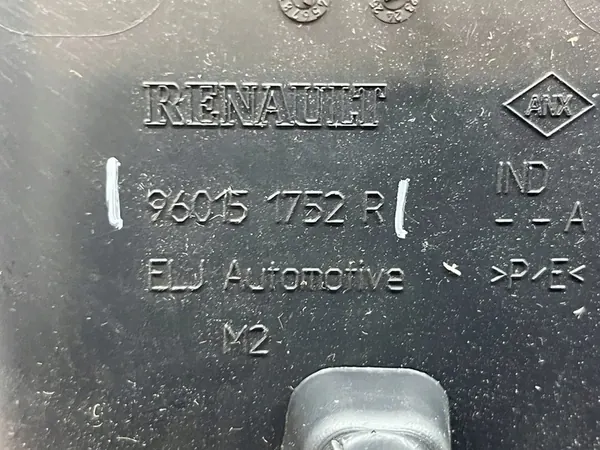 RENAULT
ANX
96015 1752 R
IND
- - A
ELJ Automotive
>P/E<
M2